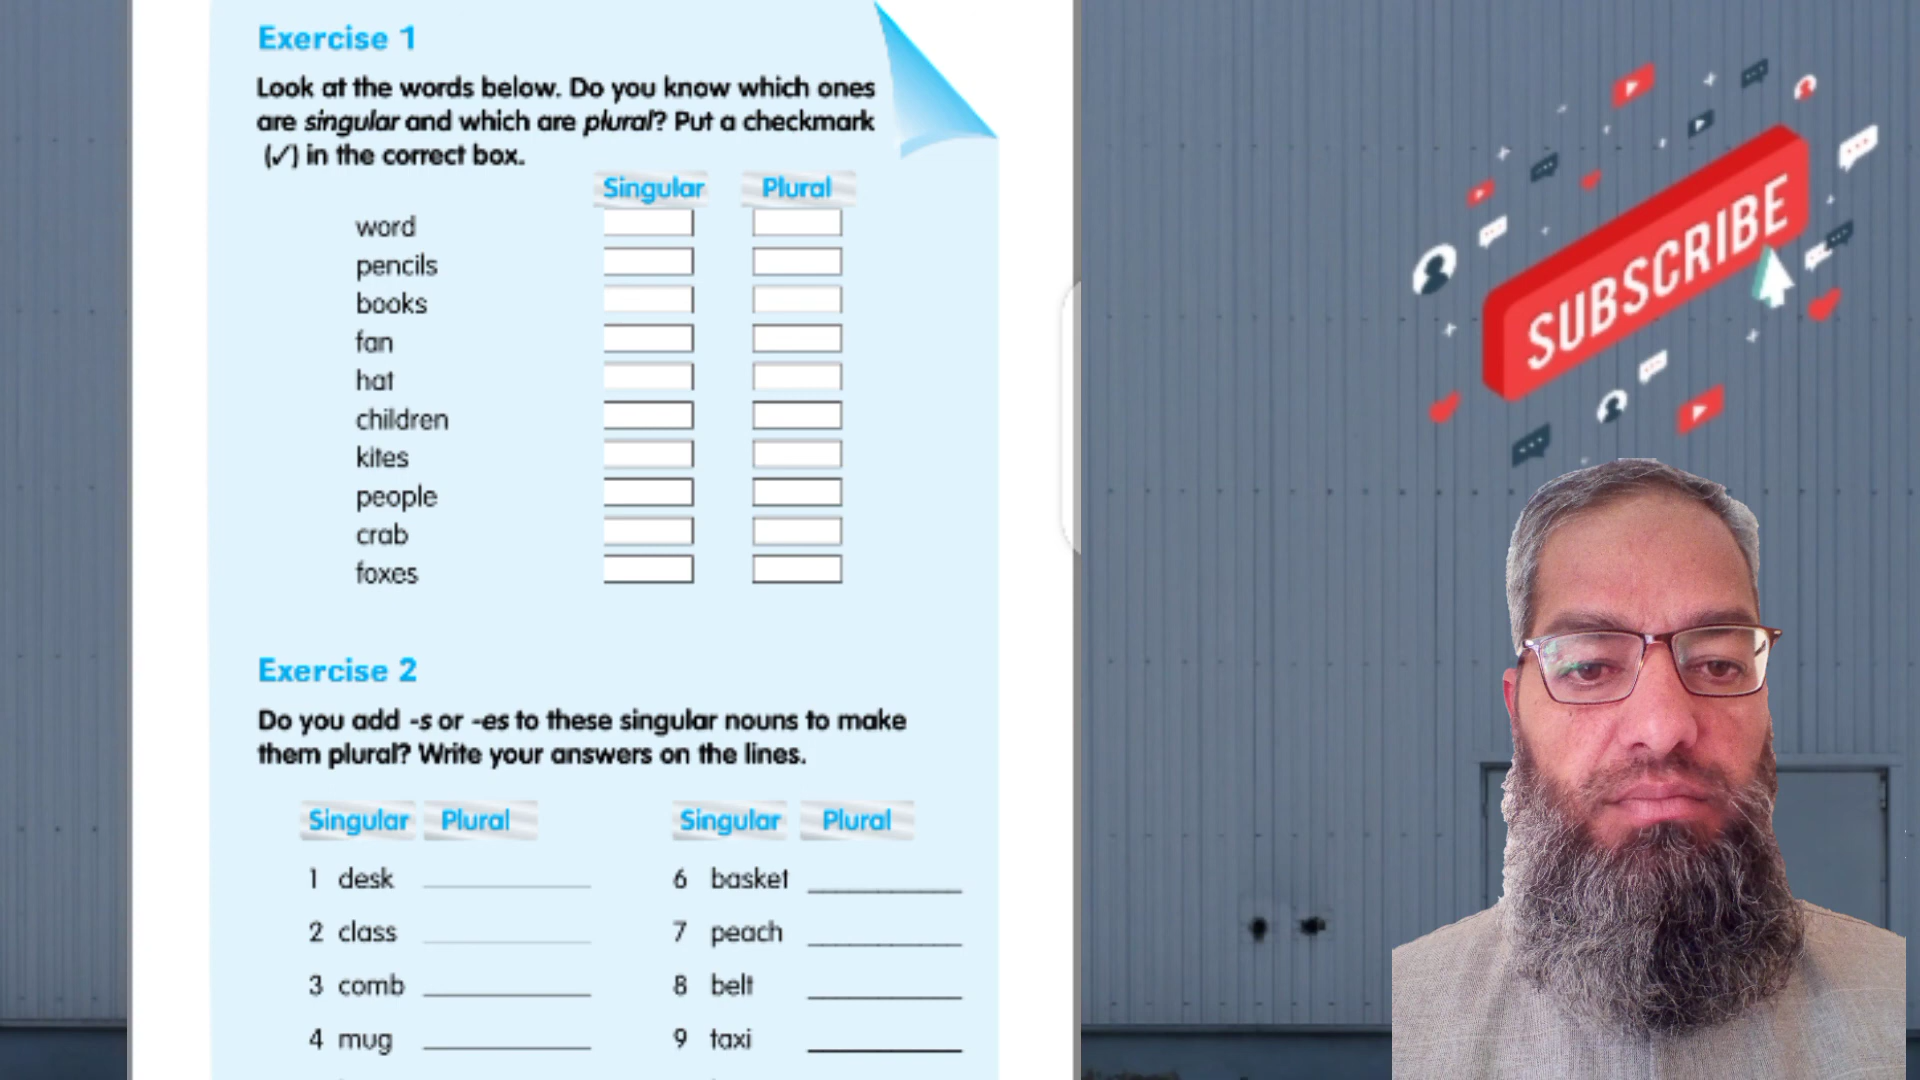 Exercise 1
Look at the words below. Do you know which ones
are singular and which are plural? Put a checkmark
(✓) in the correct box.
Singular Plural
word
pencils
books
fan
hat
children
kites
people
crab
foxes
Exercise 2
Do you add -s or -es to these singular nouns to make
them plural? Write your answers on the lines.
Singular Plural Singular Plural
1 desk 6 basket
2 class 7 peach
3 comb 8 belt
4 mug 9 taxi
SUBSCRIBE